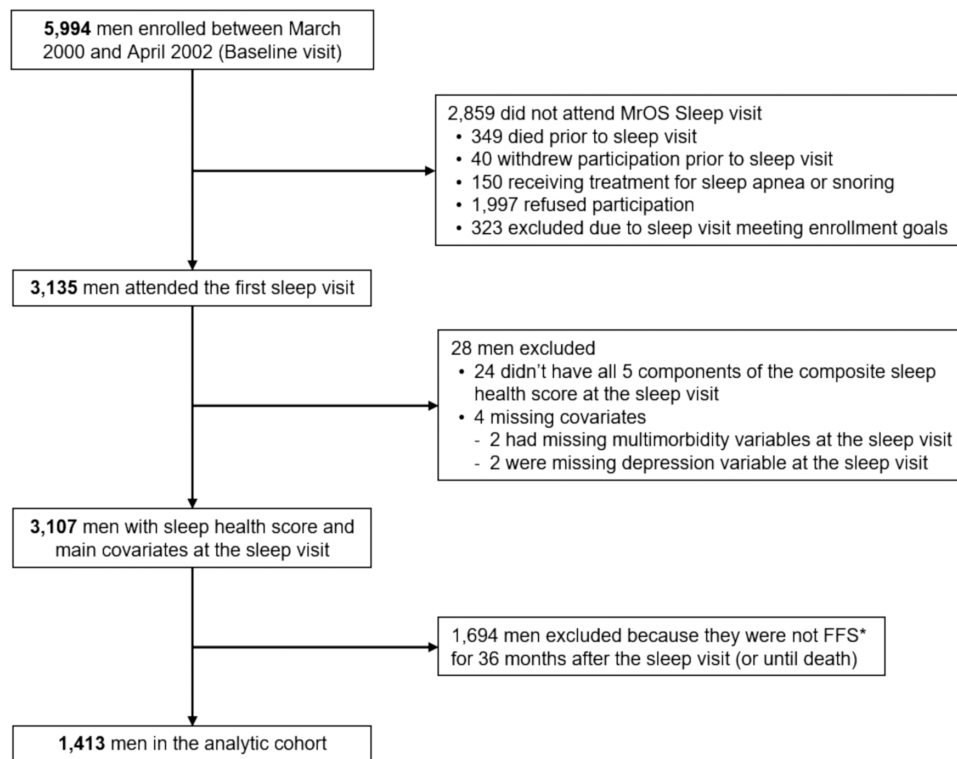 5,994 men enrolled between March
2000 and April 2002 (Baseline visit)
2,859 did not attend MrOS Sleep visit
• 349 died prior to sleep visit
• 40 withdrew participation prior to sleep visit
• 150 receiving treatment for sleep apnea or snoring
• 1,997 refused participation
• 323 excluded due to sleep visit meeting enrollment goals
3,135 men attended the first sleep visit
28 men excluded
• 24 didn't have all 5 components of the composite sleep
health score at the sleep visit
• 4 missing covariates
- 2 had missing multimorbidity variables at the sleep visit
- 2 were missing depression variable at the sleep visit
3,107 men with sleep health score and
main covariates at the sleep visit
1,694 men excluded because they were not FFS*
for 36 months after the sleep visit (or until death)
1,413 men in the analytic cohort